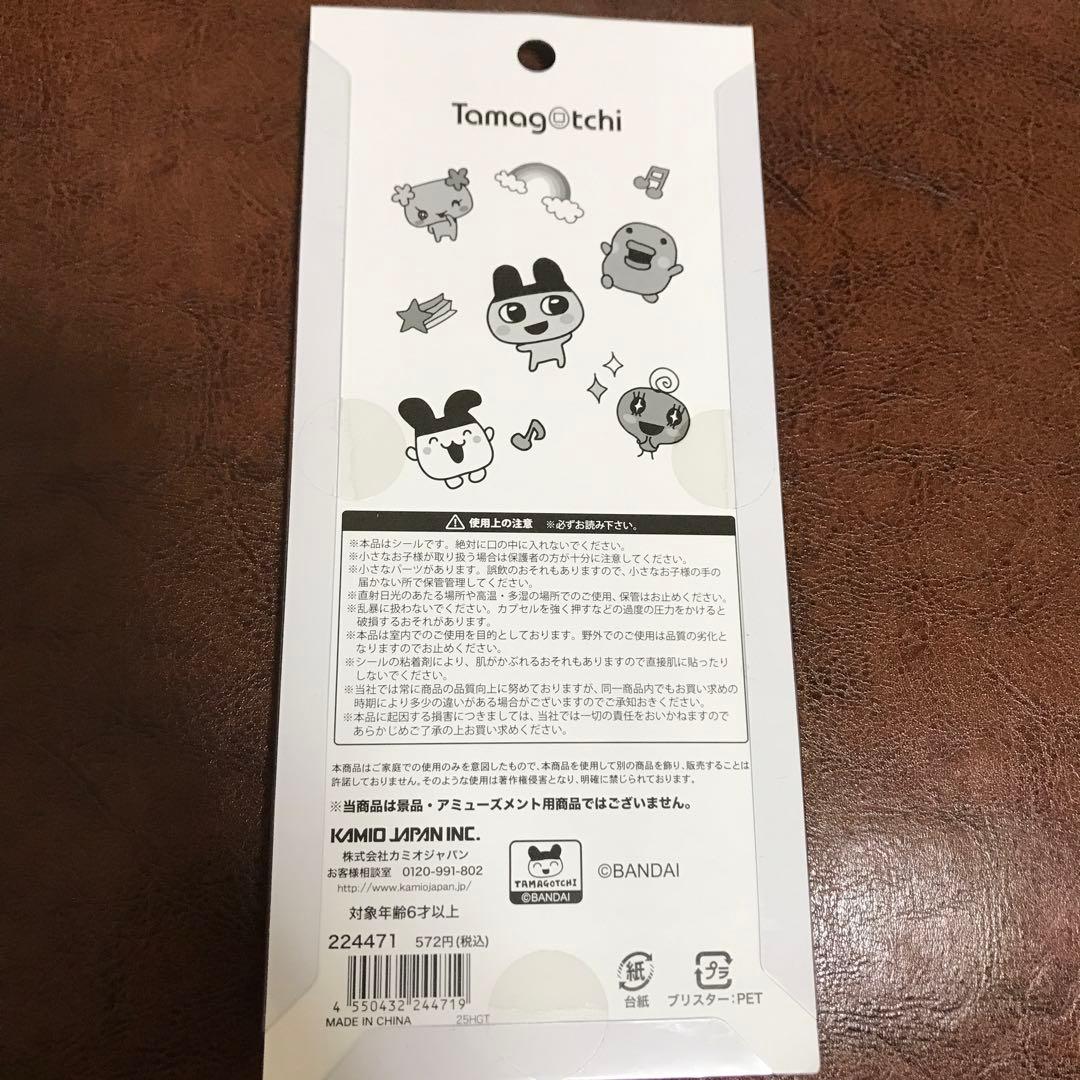 Tamagotchi
⚠使用上の注意 ※必ずお読み下さい。
※本品はシールです。絶対に口の中に入れないでください。
※小さなお子様が取り扱う場合は保護者の方が十分に注意してください。
※小さなパーツがあります。誤飲のおそれもありますので、小さなお子様の手の
届かない所で保管管理してください。
※直射日光のあたる場所や高温・多湿の場所でのご使用、保管はお止めください。
※乱暴に扱わないでください。カプセルを強く押すなどの過度の圧力をかけると
破損するおそれがあります。
※本品は室内でのご使用を目的としております。野外でのご使用は品質の劣化と
なりますのでお止めください。
※シールの粘着剤により、肌がかぶれるおそれもありますので直接肌に貼ったり
しないでください。
※当社では常に商品の品質向上に努めておりますが、同一商品内でもお買い求めの
時期により多少の違いがある場合がございますのでご承知おきください。
※本品に起因する損害につきましては、当社では一切の責任をおいかねますので
あらかじめご了承の上お買い求めください。
本商品はご家庭での使用のみを意図したもので、本商品を使用して別の商品を飾り、販売することは
許諾しておりません。そのような使用は著作権侵害となり、明確に禁じられております。
※当商品は景品・アミューズメント用商品ではございません。
KAMIO JAPAN INC.
株式会社カミオジャパン
お客様相談室 0120-991-802
http://www.kamiojapan.jp/
TAMAGOTCHI
©BANDAI
©BANDAI
対象年齢6才以上
224471 572円(税込)
4 550432 244719
MADE IN CHINA 25HGT
紙
台紙
プラ
ブリスター:PET